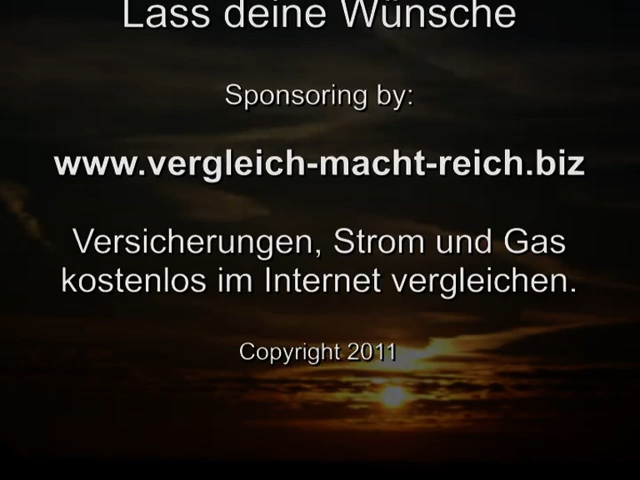 Lass deine Wünsche
Sponsoring by:
www.vergleich-macht-reich.biz
Versicherungen, Strom und Gas
kostenlos im Internet vergleichen.
Copyright 2011